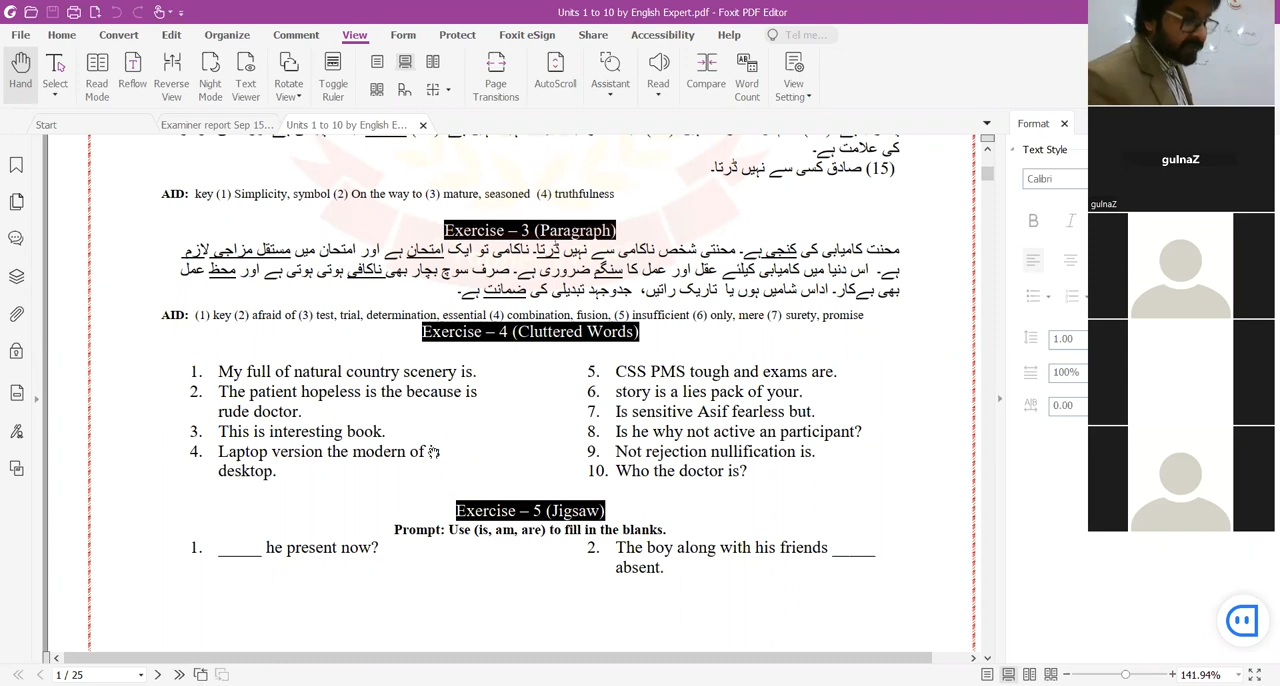 Units 1 to 10 by English Expert.pdf - Foxit PDF Editor
File Home Convert Edit Organize Comment View Form Protect Foxit eSign Share Accessibility Help Tell me...
Hand Select Read Mode Reflow Reverse View Night Mode Text Viewer Rotate View Toggle Ruler Page Transitions AutoScroll Assistant Read Compare Word Count View Setting
Start Examiner report Sep 15... Units 1 to 10 by English E... Format
Text Style
Calibri
B I
1.00
100%
0.00
guInaZ
guInaZ
کی علامت ہے۔
(15) صادق کسی سے نہیں ڈرتا۔
AID: key (1) Simplicity, symbol (2) On the way to (3) mature, seasoned (4) truthfulness
Exercise – 3 (Paragraph)
محنت کامیابی کی کنجی ہے۔ محنتی شخص ناکامی سے نہیں ڈرتا۔ ناکامی تو ایک امتحان ہے اور امتحان میں مستقل مزاجی لازم
ہے۔ اس دنیا میں کامیابی کیلئے عقل اور عمل کا سنگم ضروری ہے۔ صرف سوچ بچار بھی ناکافی ہوتی ہوتی ہے اور محظ عمل
بھی بےکار۔ اداس شامیں ہوں یا تاریک راتیں، جدوجہد تبدیلی کی ضمانت ہے۔
AID: (1) key (2) afraid of (3) test, trial, determination, essential (4) combination, fusion, (5) insufficient (6) only, mere (7) surety, promise
Exercise – 4 (Cluttered Words)
1. My full of natural country scenery is.
2. The patient hopeless is the because is
rude doctor.
3. This is interesting book.
4. Laptop version the modern of is
desktop.
5. CSS PMS tough and exams are.
6. story is a lies pack of your.
7. Is sensitive Asif fearless but.
8. Is he why not active an participant?
9. Not rejection nullification is.
10. Who the doctor is?
Exercise – 5 (Jigsaw)
Prompt: Use (is, am, are) to fill in the blanks.
1. _____ he present now?
2. The boy along with his friends _____
absent.
1 / 25
141.94%